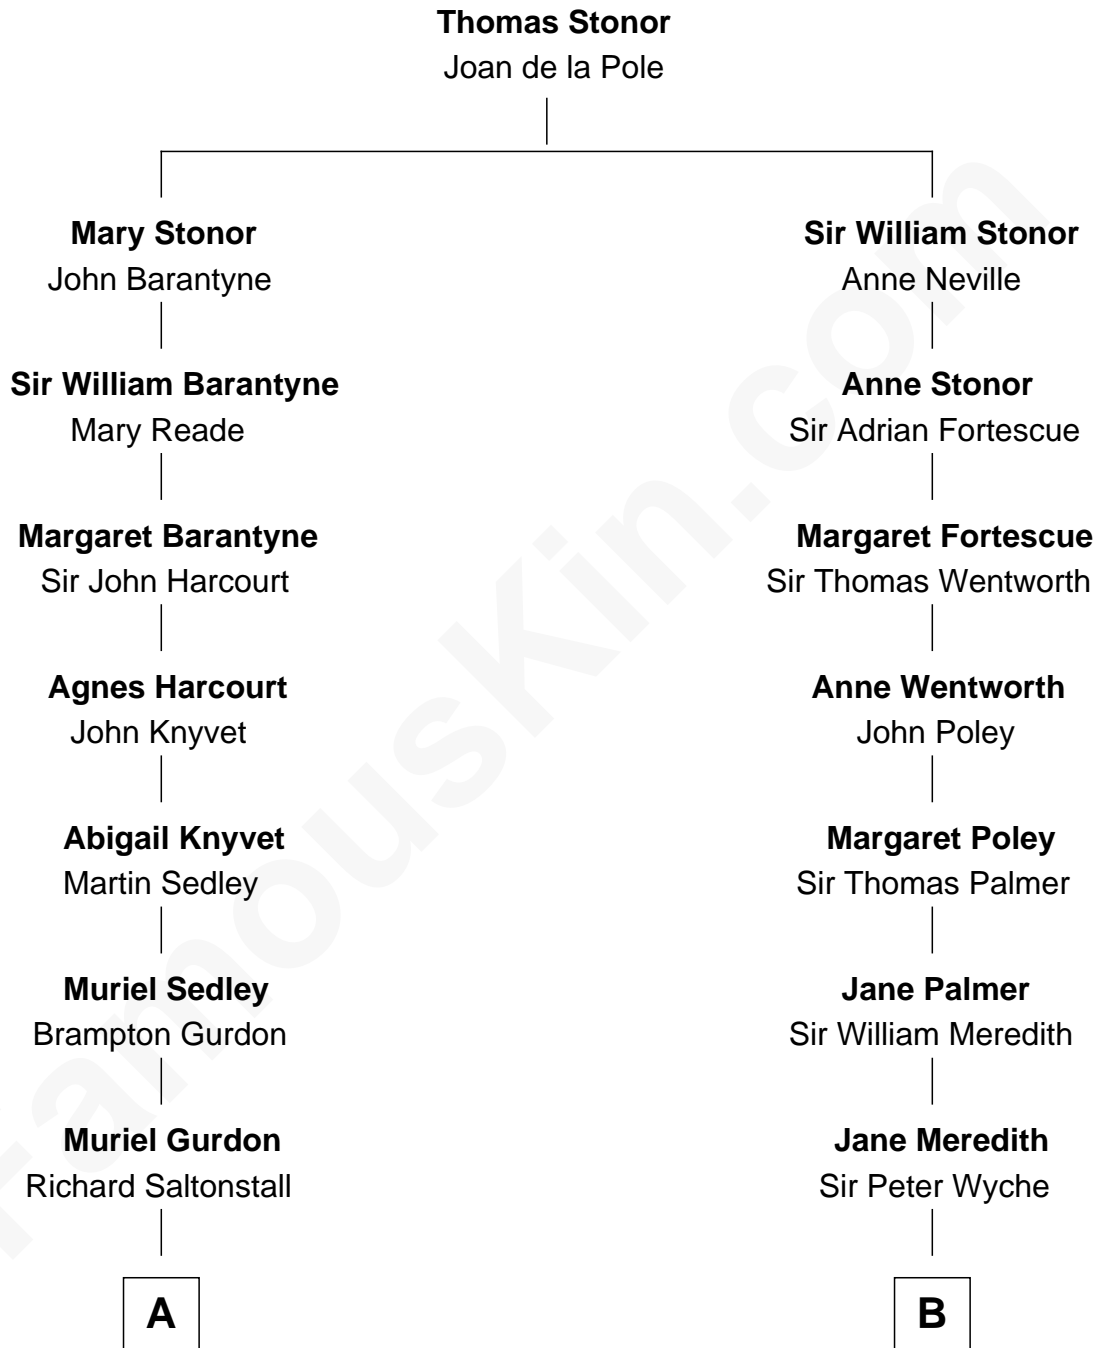 Thomas Stonor
Joan de la Pole
Mary Stonor
John Barantyne
Sir William Stonor
Anne Neville
Sir William Barantyne
Mary Reade
Anne Stonor
Sir Adrian Fortescue
Margaret Barantyne
Sir John Harcourt
Margaret Fortescue
Sir Thomas Wentworth
Agnes Harcourt
John Knyvet
Anne Wentworth
John Poley
Abigail Knyvet
Martin Sedley
Margaret Poley
Sir Thomas Palmer
Muriel Sedley
Brampton Gurdon
Jane Palmer
Sir William Meredith
Muriel Gurdon
Richard Saltonstall
Jane Meredith
Sir Peter Wyche
A
B
FamousKin.com